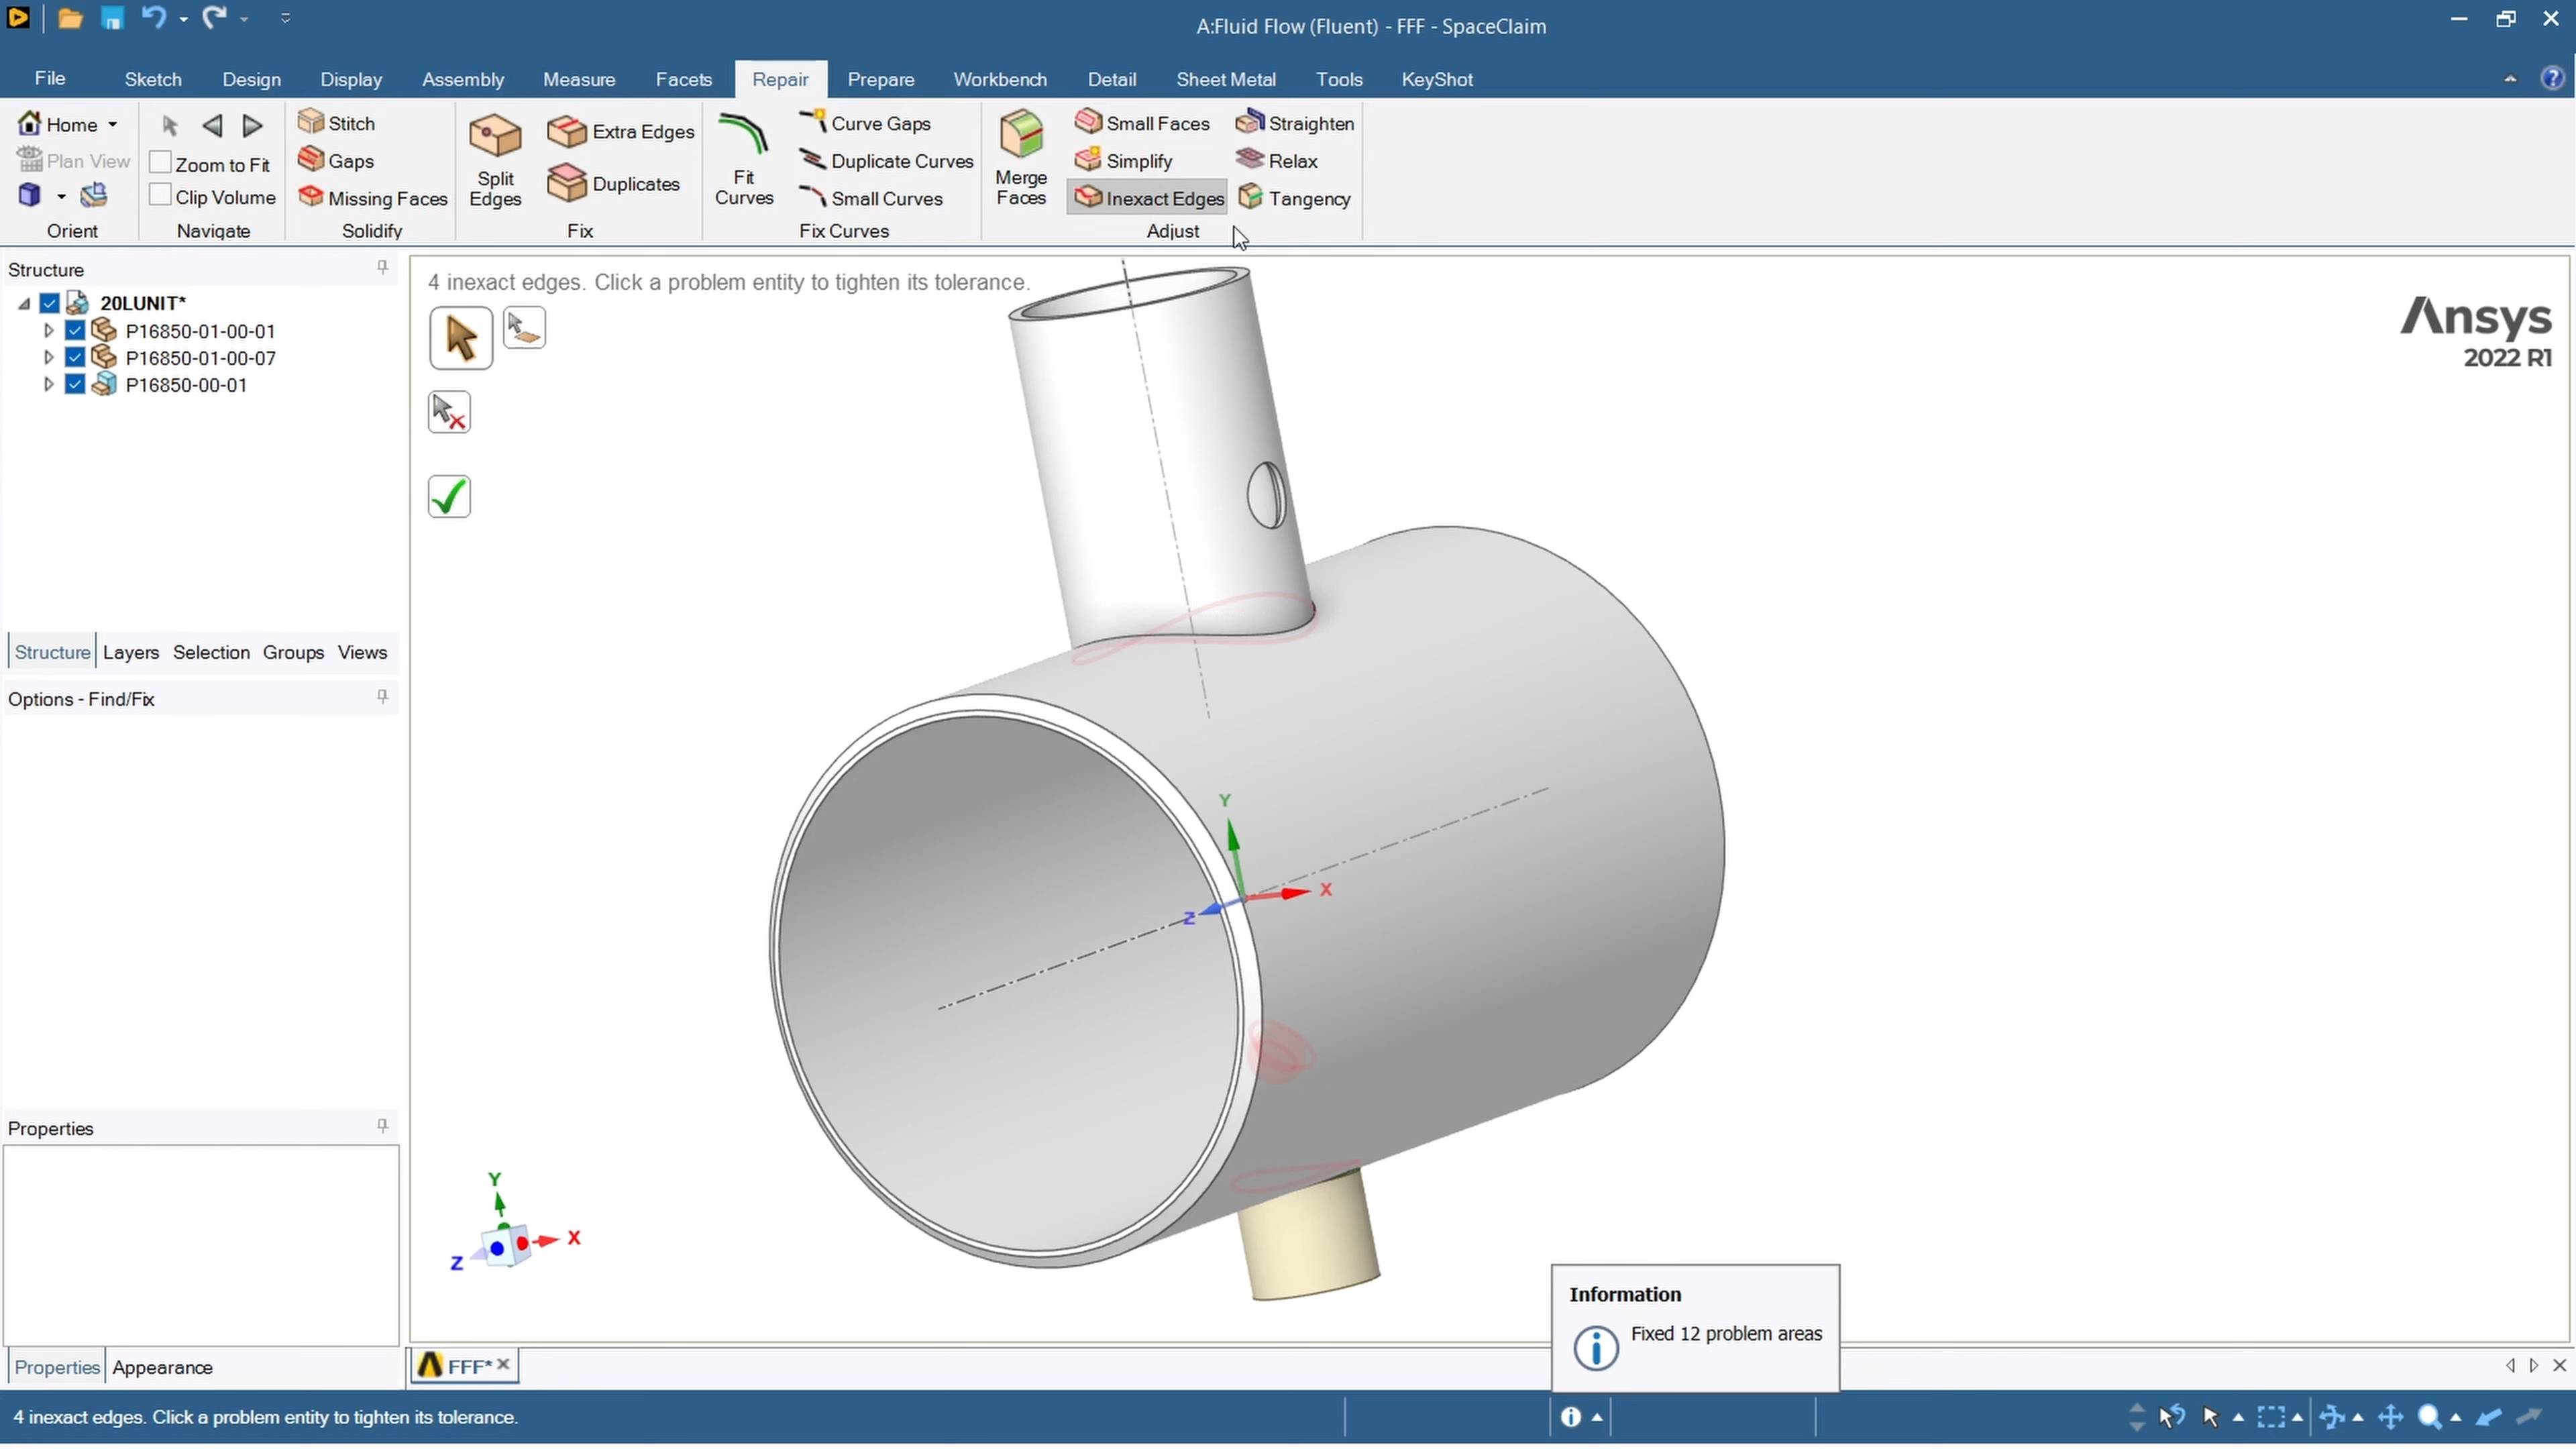 A:Fluid Flow (Fluent) - FFF - SpaceClaim
File Sketch Design Display Assembly Measure Facets Repair Prepare Workbench Detail Sheet Metal Tools KeyShot
Home
Plan View
Orient
Zoom to Fit
Clip Volume
Navigate
Stitch
Gaps
Missing Faces
Solidify
Split
Edges
Extra Edges
Duplicates
Fix
Fit
Curves
Curve Gaps
Duplicate Curves
Small Curves
Fix Curves
Merge
Faces
Small Faces
Simplify
Inexact Edges
Straighten
Relax
Tangency
Adjust
Structure
20LUNIT*
P16850-01-00-01
P16850-01-00-07
P16850-00-01
Structure Layers Selection Groups Views
Options - Find/Fix
Properties
Properties Appearance
4 inexact edges. Click a problem entity to tighten its tolerance.
Ansys
2022 R1
Y
X
Z
Y
X
Z
Information
i Fixed 12 problem areas
FFF*
4 inexact edges. Click a problem entity to tighten its tolerance.